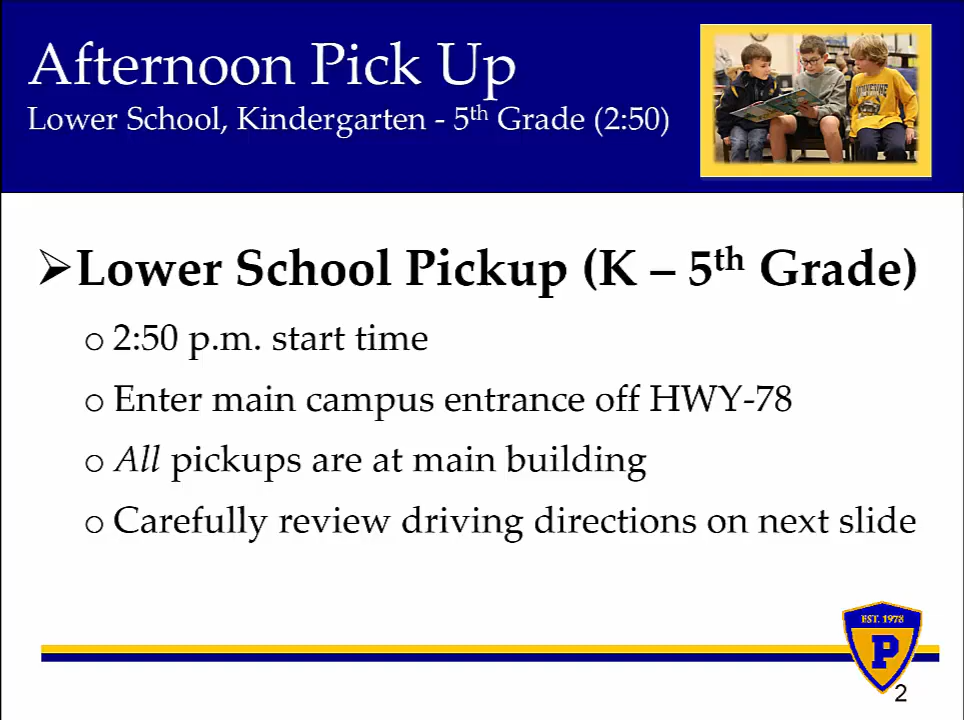 Afternoon Pick Up
Lower School, Kindergarten - 5th Grade (2:50)
➢Lower School Pickup (K – 5th Grade)
o 2:50 p.m. start time
o Enter main campus entrance off HWY-78
o All pickups are at main building
o Carefully review driving directions on next slide
EST. 1978
P
2